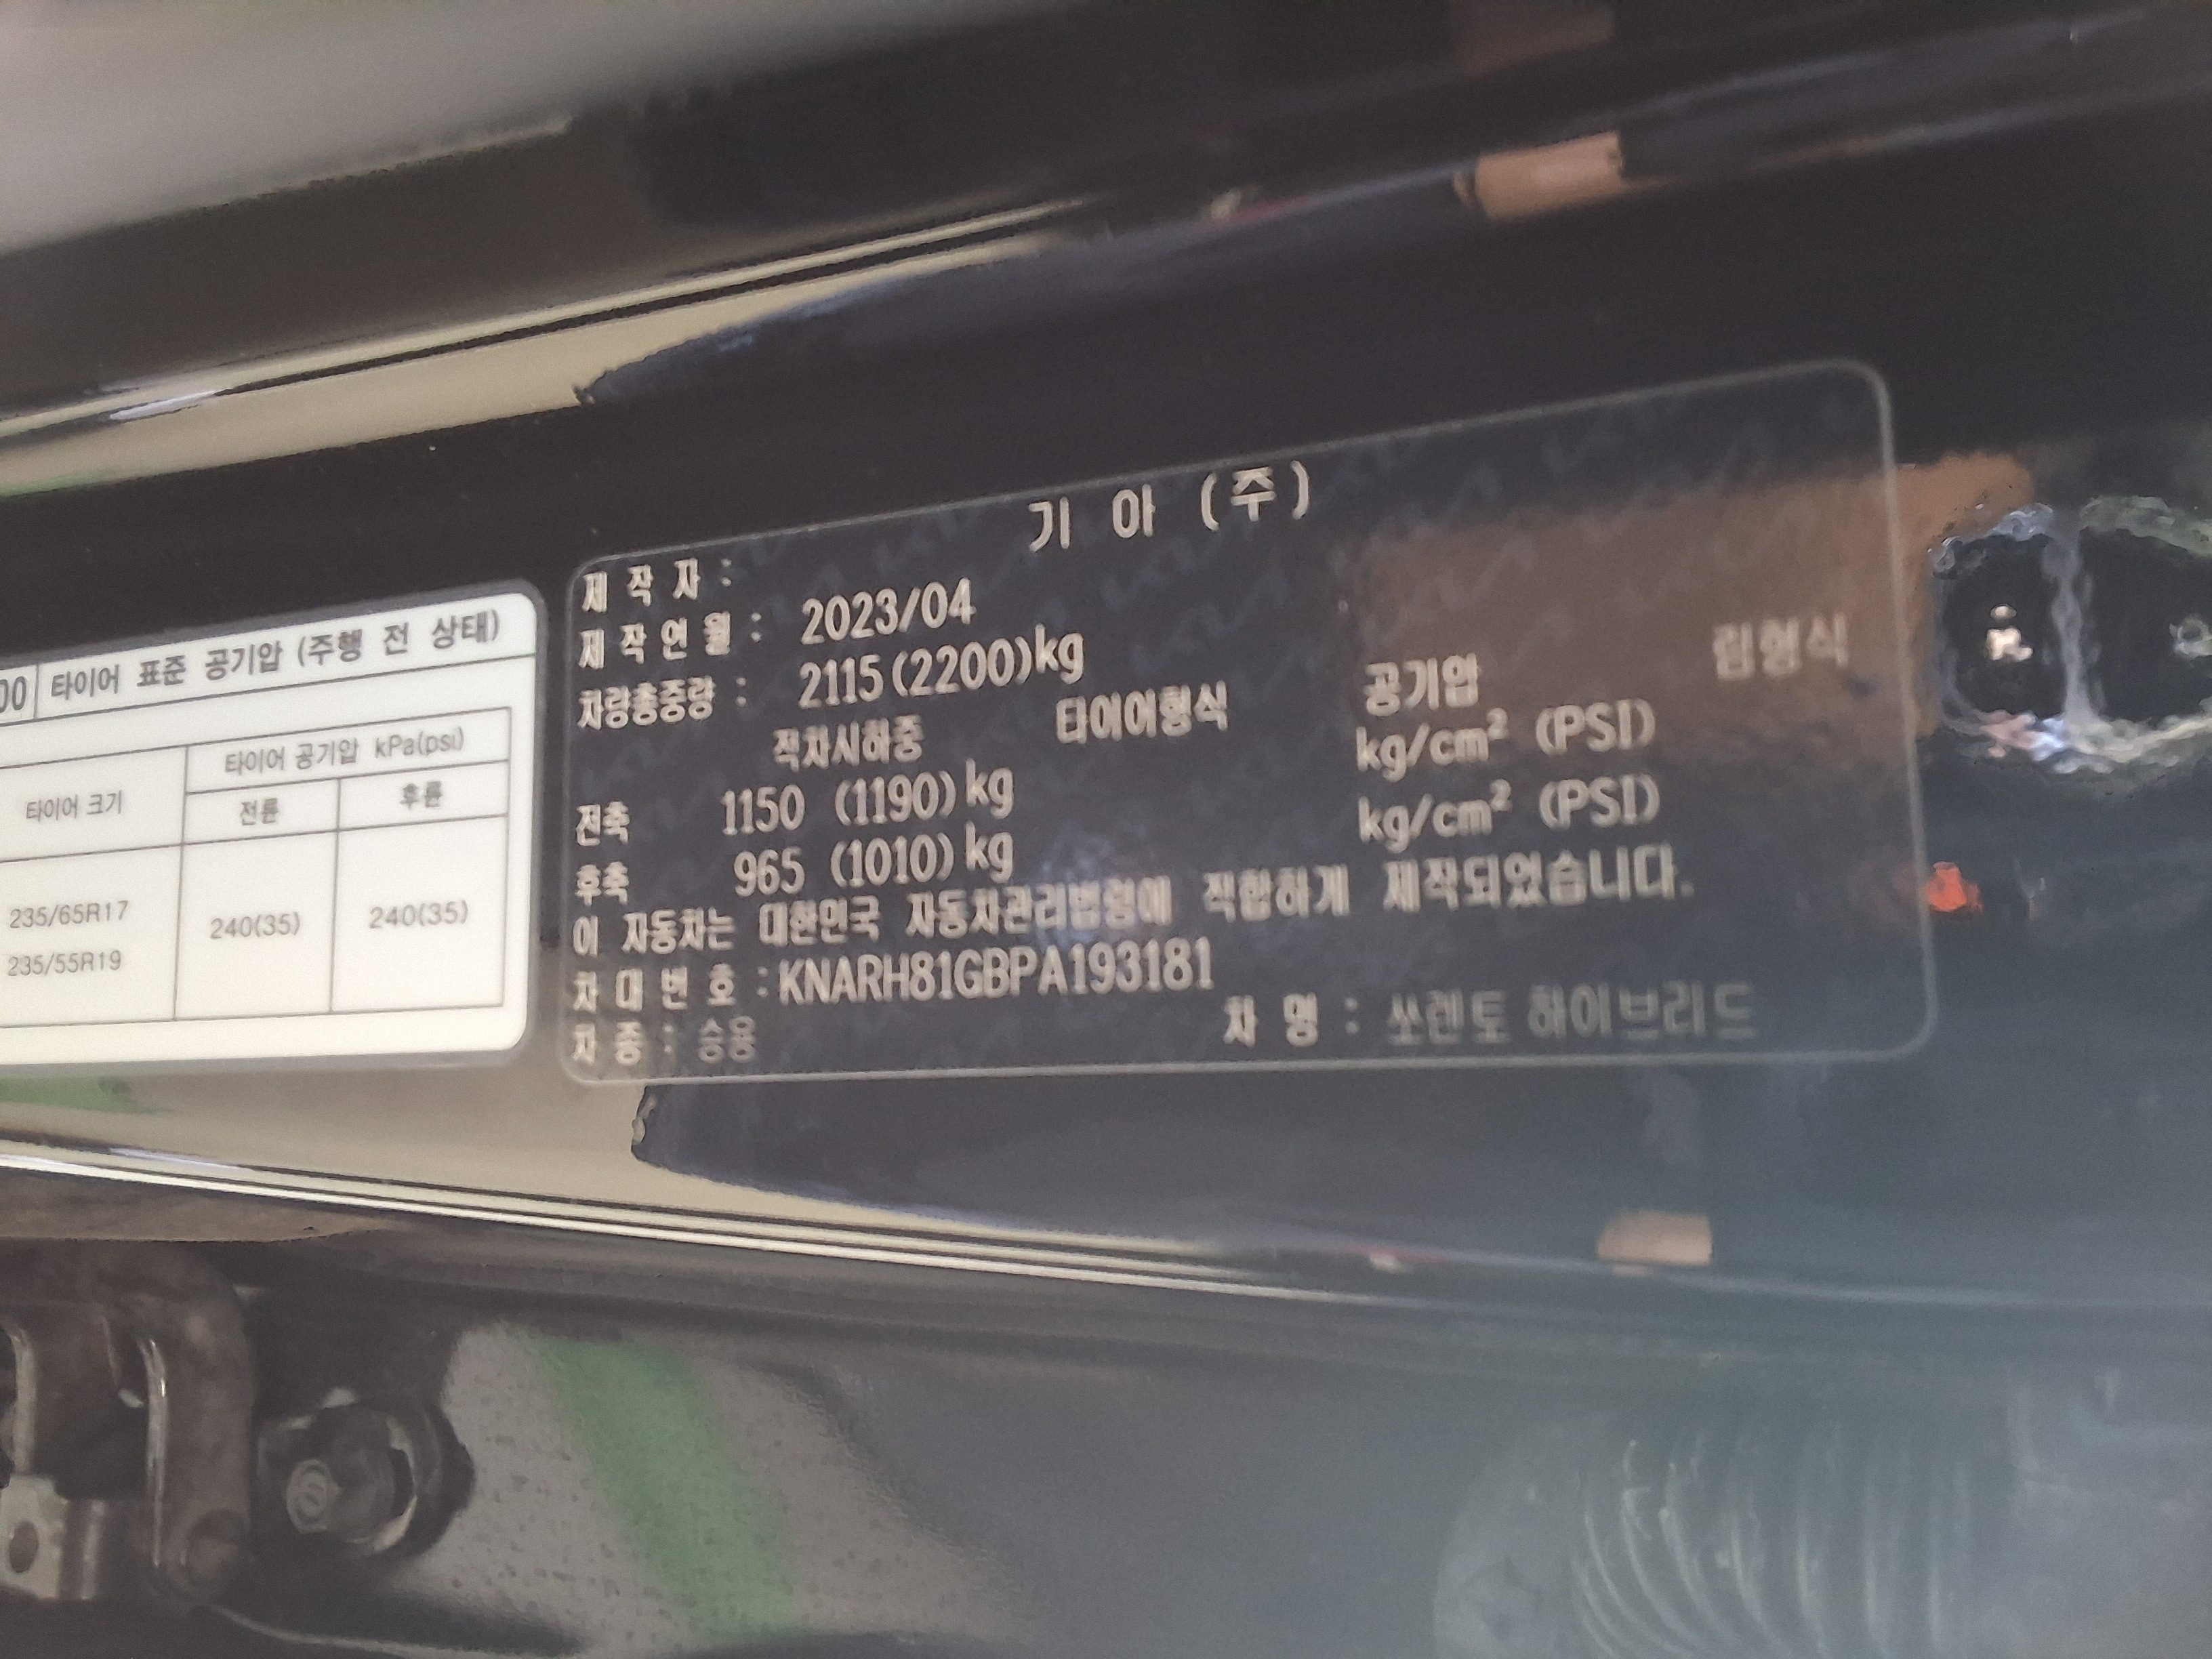 00 타이어 표준 공기압 (주행 전 상태)
타이어 크기
타이어 공기압 kPa(psi)
전륜
후륜
235/65R17
235/55R19
240(35)
240(35)
기 아 (주)
제 작 자 :
제 작 연 월 : 2023/04
차량총중량 : 2115(2200)kg
적차시하중 타이어형식 공기압 림형식
전축 1150 (1190)kg kg/cm² (PSI)
후축 965 (1010)kg kg/cm² (PSI)
이 자동차는 대한민국 자동차관리법령에 적합하게 제작되었습니다.
차 대 번 호 : KNARH81GBPA193181
차 종 : 승용 차 명 : 쏘렌토 하이브리드